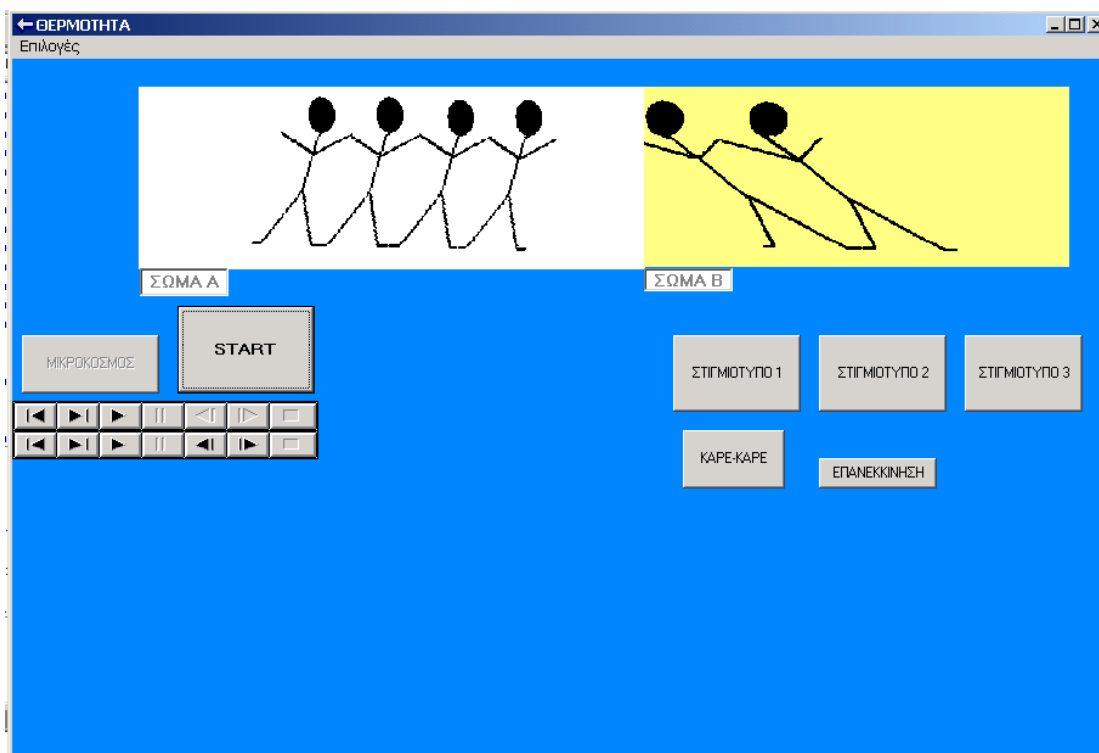 ΘΕΡΜΟΤΗΤΑ
Επιλογές
ΣΩΜΑ Α
ΣΩΜΑ Β
ΜΙΚΡΟΚΟΣΜΟΣ
START
ΣΤΙΓΜΙΟΤΥΠΟ 1
ΣΤΙΓΜΙΟΤΥΠΟ 2
ΣΤΙΓΜΙΟΤΥΠΟ 3
ΚΑΡΕ-ΚΑΡΕ
ΕΠΑΝΕΚΚΙΝΗΣΗ